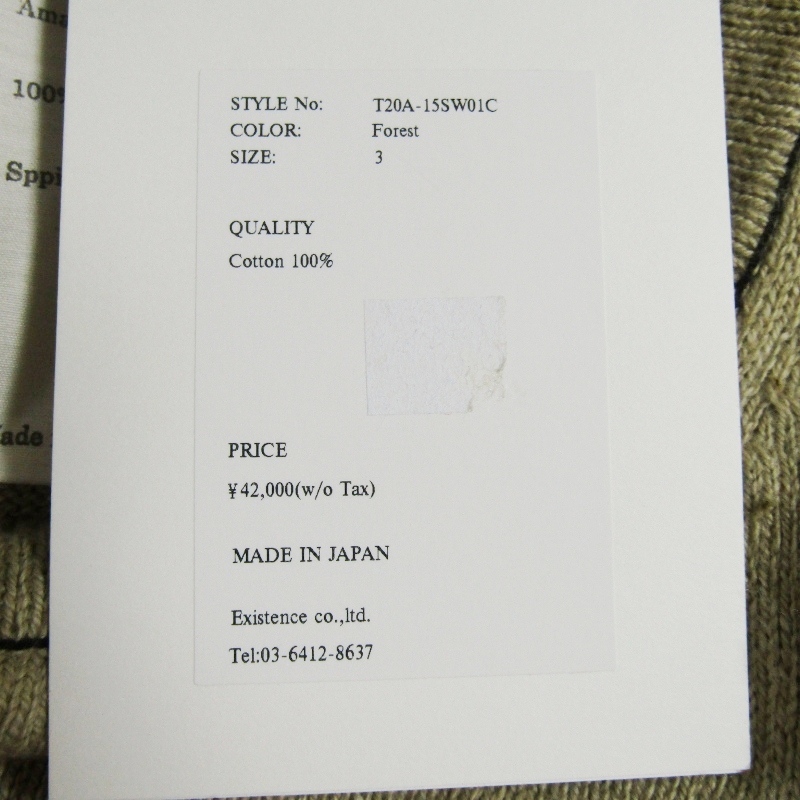 100%
STYLE No: T20A-15SW01C
COLOR: Forest
SIZE: 3
QUALITY
Cotton 100%
PRICE
¥42,000(w/o Tax)
MADE IN JAPAN
Existence co.,ltd.
Tel:03-6412-8637